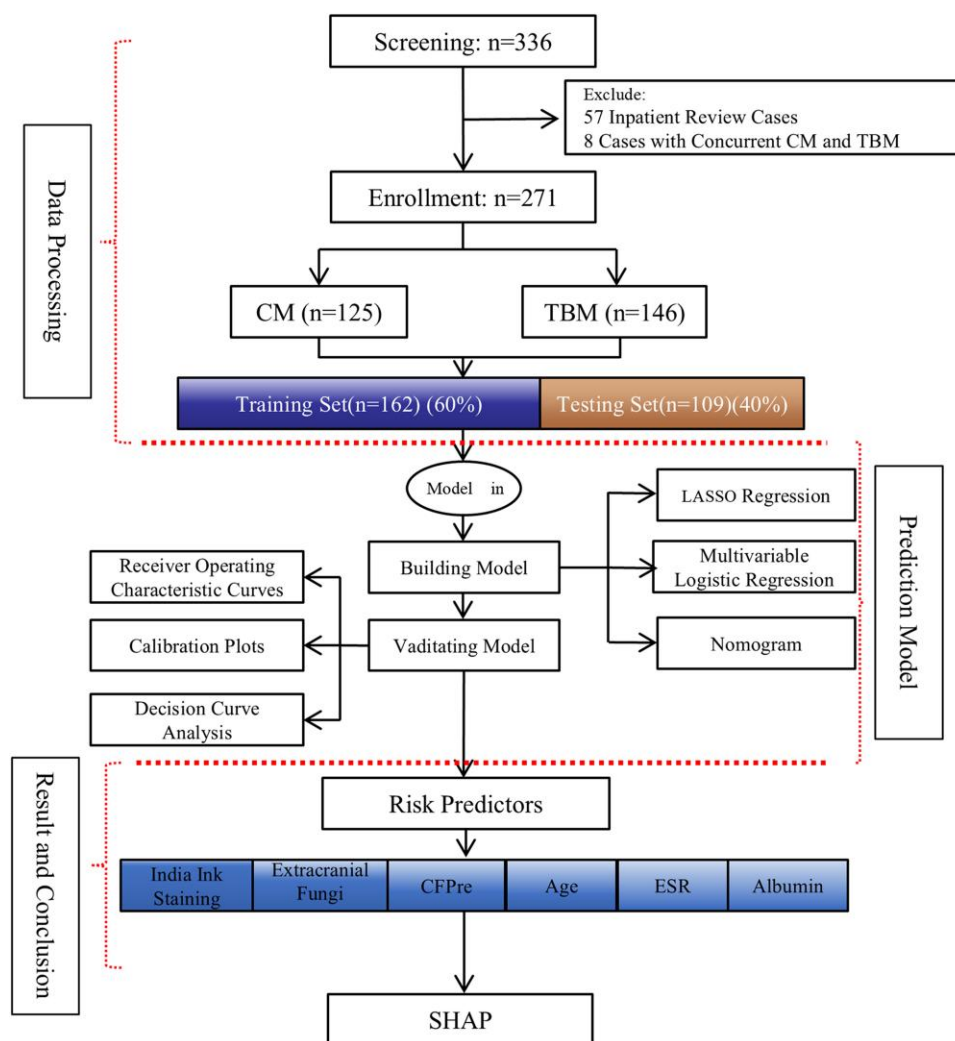 Screening: n=336
Exclude:
57 Inpatient Review Cases
8 Cases with Concurrent CM and TBM
Data Processing
Enrollment: n=271
CM (n=125)
TBM (n=146)
Training Set(n=162) (60%)
Testing Set(n=109)(40%)
Model in
Prediction Model
LASSO Regression
Building Model
Multivariable
Logistic Regression
Nomogram
Receiver Operating
Characteristic Curves
Vaditating Model
Calibration Plots
Decision Curve
Analysis
Result and Conclusion
Risk Predictors
India Ink
Staining
Extracranial
Fungi
CFPre
Age
ESR
Albumin
SHAP